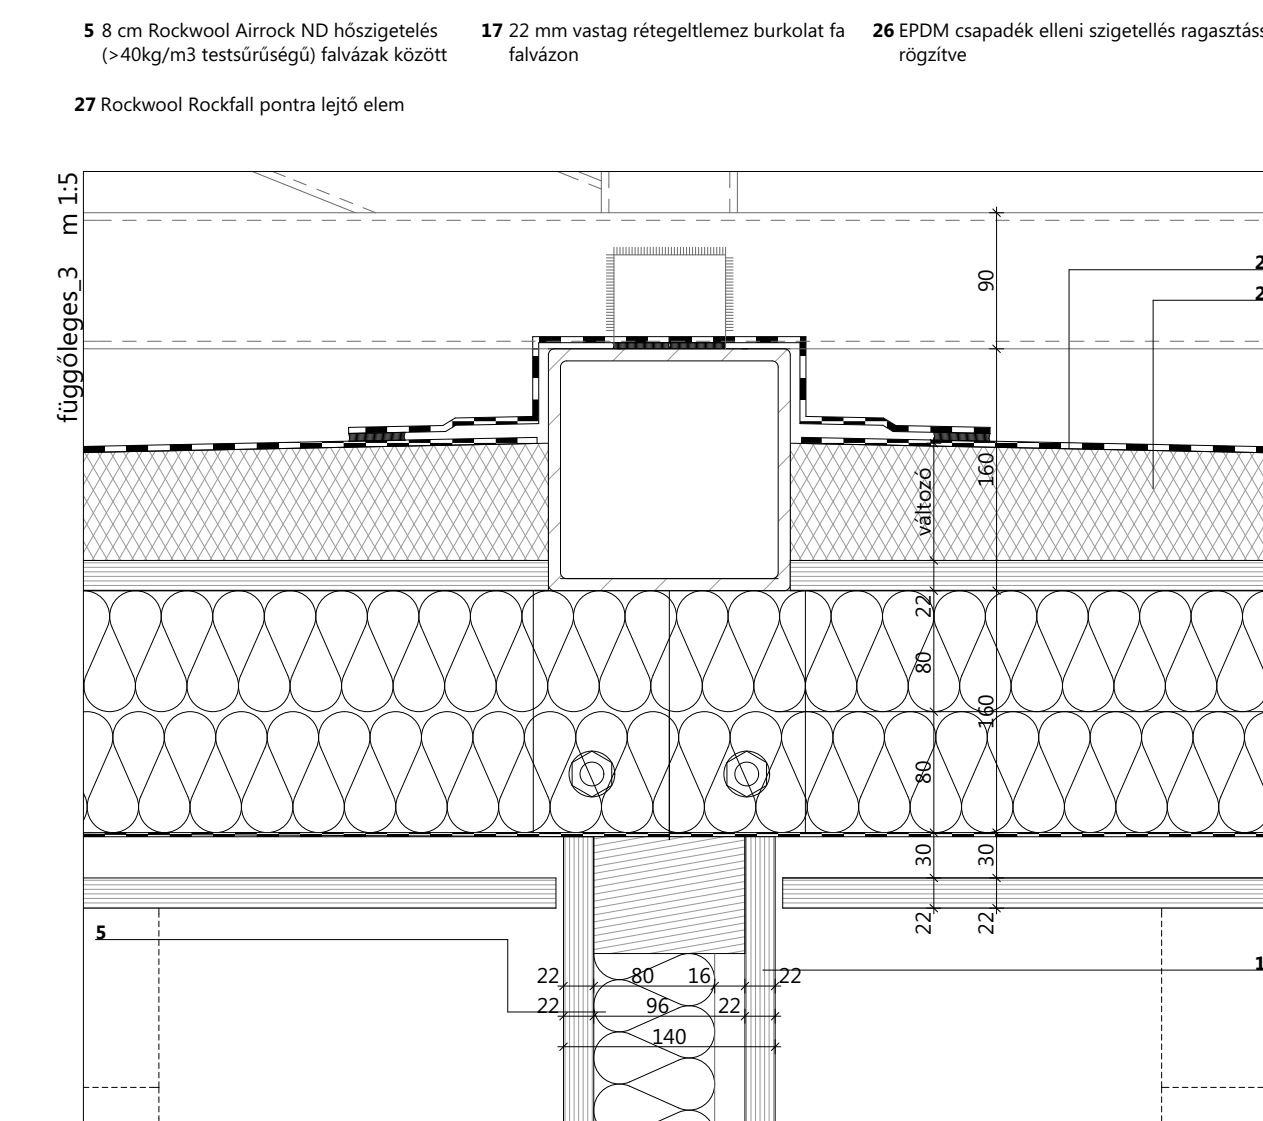 5 8 cm Rockwool Airrock ND hőszigetelés
(>40kg/m3 testsűrűségű) falvázak között
17 22 mm vastag rétegeltlemez burkolat fa
falvázon
26 EPDM csapadék elleni szigetellés
rögzítve
27 Rockwool Rockfall pontra lejtő elem
függőleges_3 m 1:5
90
160
változó
22
80
160
80
30 30
22 22
5
22 80 16 22
22 96 22
140